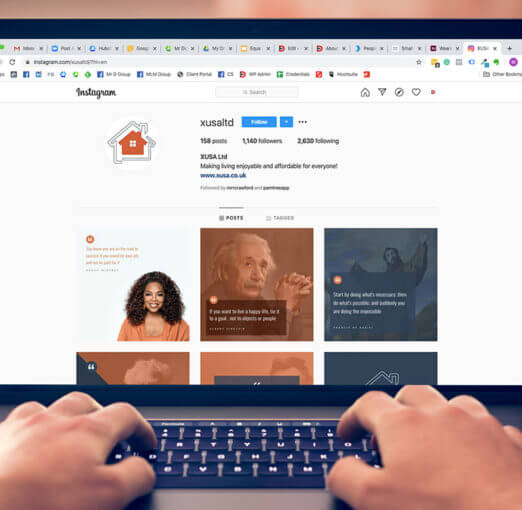 Inbox
Post
Hubs
Goog
Mr D
My D
Equa
Edit
Abou
Peopl
Small
Wee
XUSA
instagram.com/xusaltd/?hl=en
Mr D Group
MLM Group
Client Portal
CS
WP Admin
Credentials
Hootsuite
Other Bookma
Instagram
Search
xusaltd Follow
158 posts 1,140 followers 2,630 following
XUSA Ltd
Making living enjoyable and affordable for everyone!
www.xusa.co.uk
Followed by mrncrawford and pamtreeapp
POSTS TAGGED
You know you are on the road to
success if you would do your job,
and not be paid for it
OPRAH WINFREY
If you want to live a happy life, tie it
to a goal , not to objects or people
ALBERT EINSTEIN
Start by doing what's necessary; then
do what's possible; and suddenly you
are doing the impossible
FRANCIS OF ASSISI